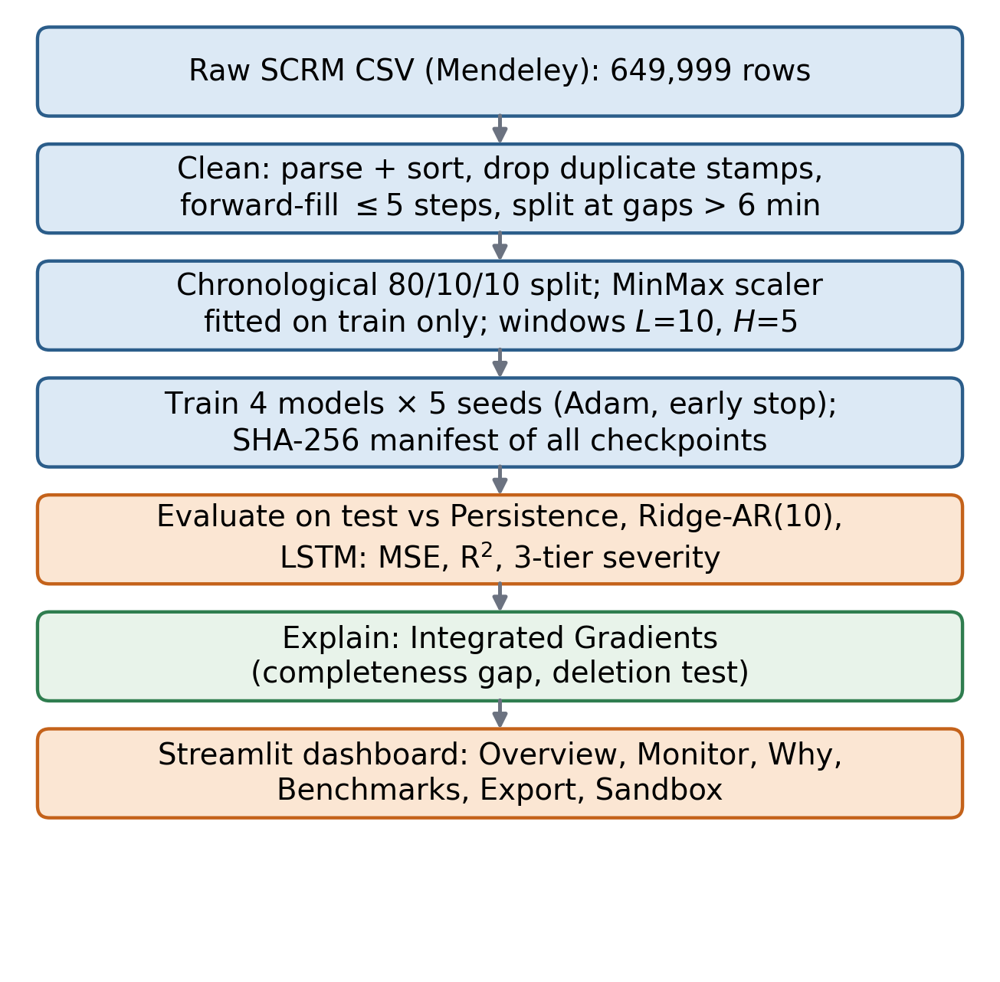 Raw SCRM CSV (Mendeley): 649,999 rows
Clean: parse + sort, drop duplicate stamps,
forward-fill ≤5 steps, split at gaps > 6 min
Chronological 80/10/10 split; MinMax scaler
fitted on train only; windows L=10, H=5
Train 4 models × 5 seeds (Adam, early stop);
SHA-256 manifest of all checkpoints
Evaluate on test vs Persistence, Ridge-AR(10),
LSTM: MSE, R², 3-tier severity
Explain: Integrated Gradients
(completeness gap, deletion test)
Streamlit dashboard: Overview, Monitor, Why,
Benchmarks, Export, Sandbox